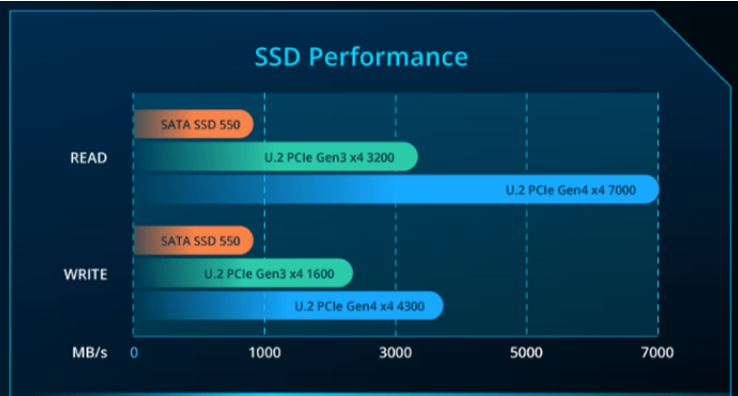 SSD Performance
READ
SATA SSD 550
U.2 PCIe Gen3 x4 3200
U.2 PCIe Gen4 x4 7000
WRITE
SATA SSD 550
U.2 PCIe Gen3 x4 1600
U.2 PCIe Gen4 x4 4300
MB/s 0 1000 3000 5000 7000